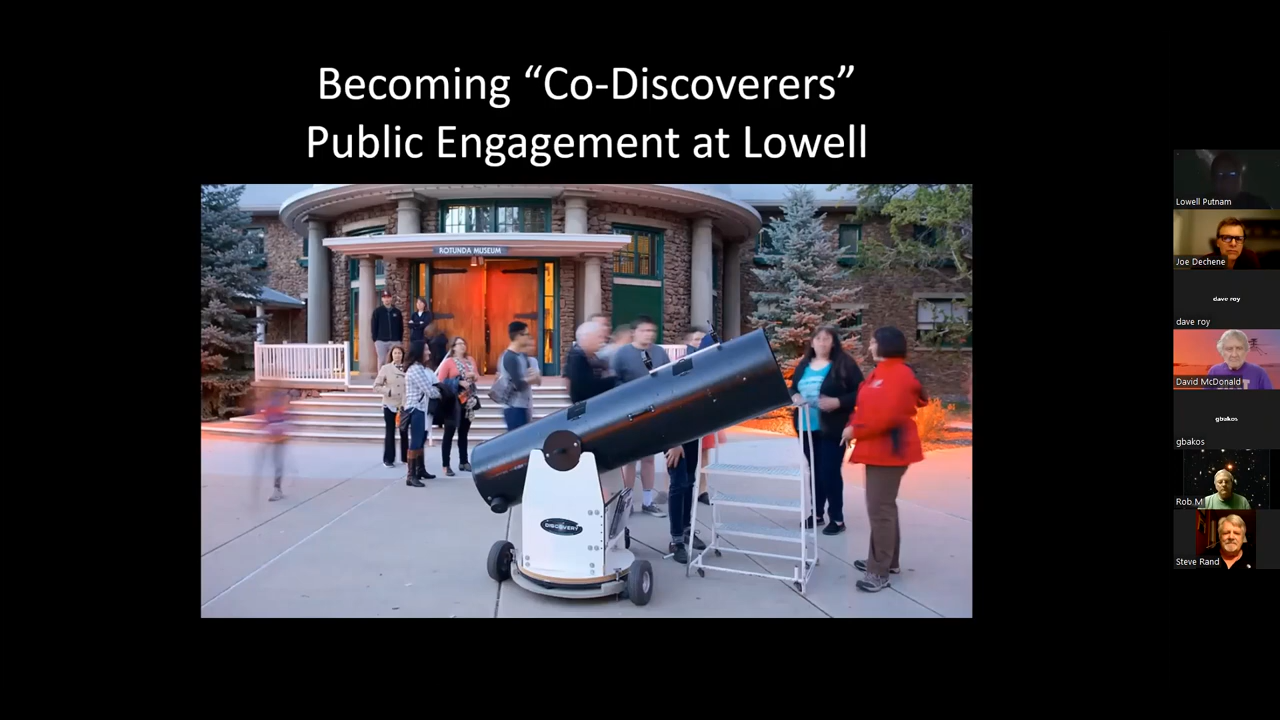 Becoming “Co-Discoverers”
Public Engagement at Lowell
ROTUNDA MUSEUM
DISCOVERY
Lowell Putnam
Joe Dechene
dave roy
dave roy
David McDonald
gbakos
gbakos
Rob M
Steve Rand